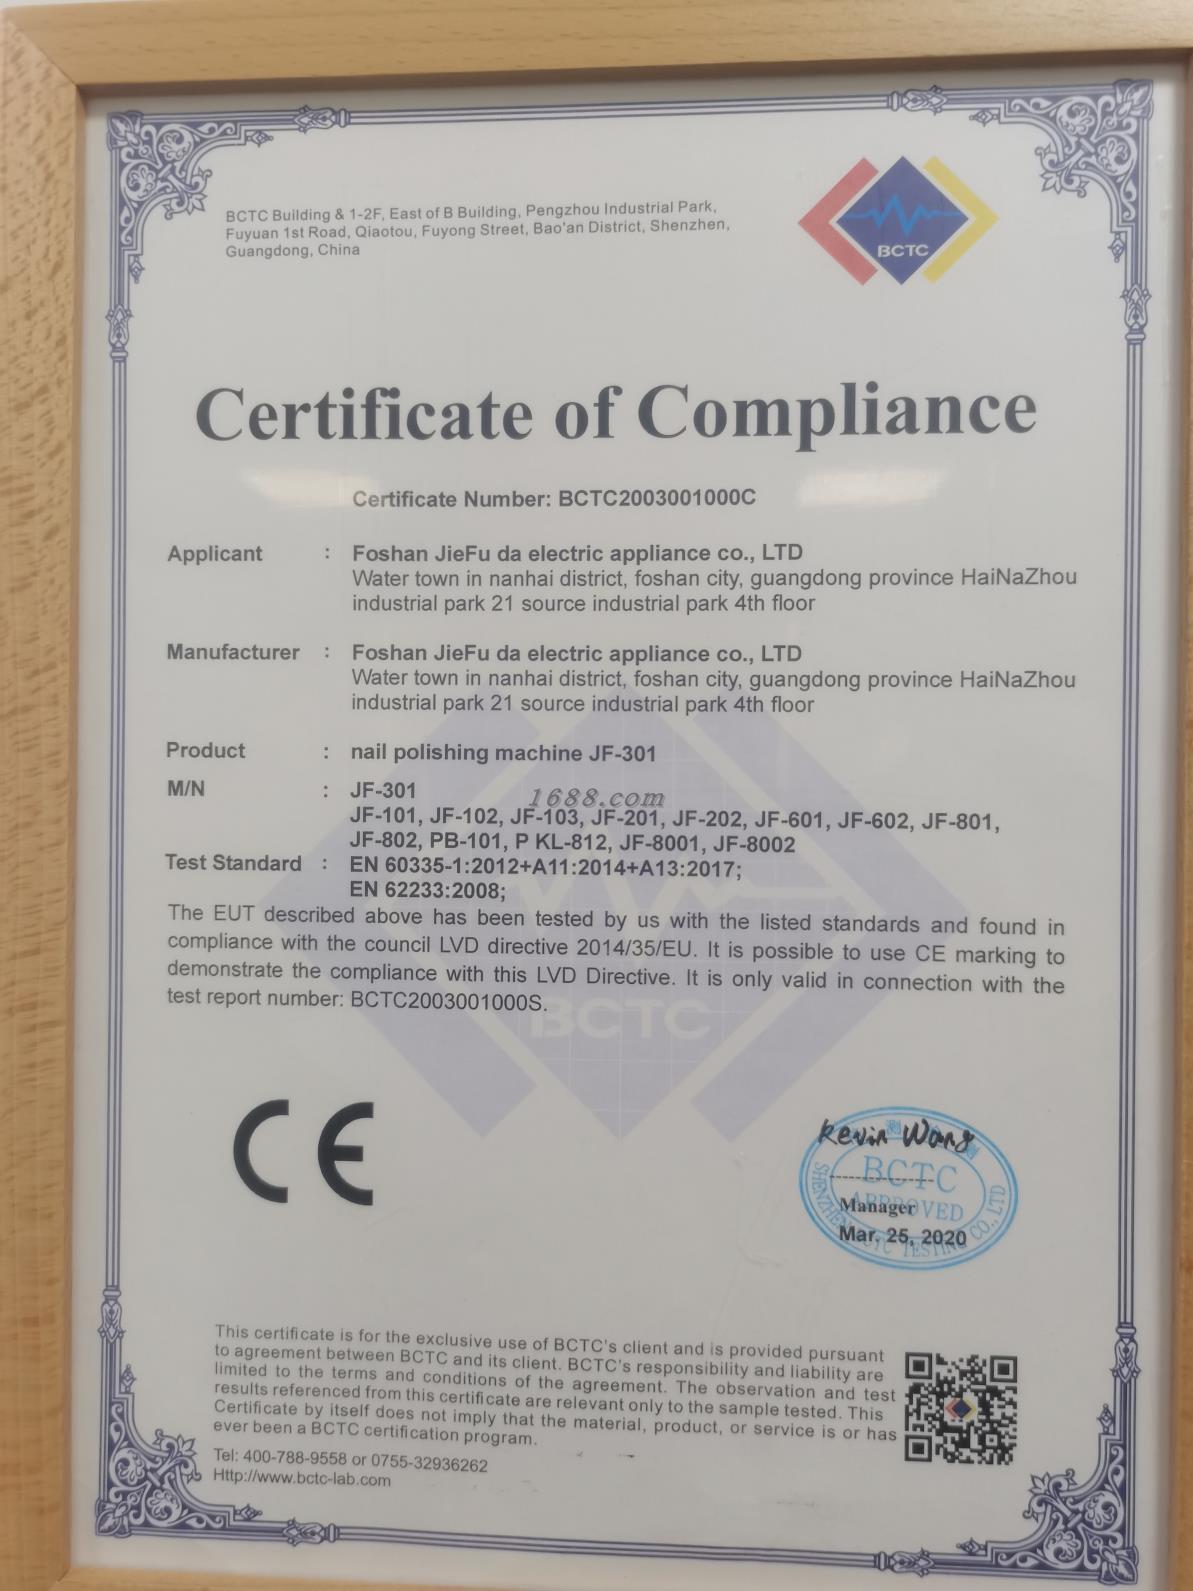 BCTC Building & 1-2F, East of B Building, Pengzhou Industrial Park,
Fuyuan 1st Road, Qiaotou, Fuyong Street, Bao'an District, Shenzhen,
Guangdong, China
BCTC
Certificate of Compliance
Certificate Number: BCTC2003001000C
Applicant : Foshan JieFu da electric appliance co., LTD
Water town in nanhai district, foshan city, guangdong province HaiNaZhou
industrial park 21 source industrial park 4th floor
Manufacturer : Foshan JieFu da electric appliance co., LTD
Water town in nanhai district, foshan city, guangdong province HaiNaZhou
industrial park 21 source industrial park 4th floor
Product : nail polishing machine JF-301
M/N : JF-301
1688.com
JF-101, JF-102, JF-103, JF-201, JF-202, JF-601, JF-602, JF-801,
JF-802, PB-101, P KL-812, JF-8001, JF-8002
Test Standard : EN 60335-1:2012+A11:2014+A13:2017;
EN 62233:2008;
The EUT described above has been tested by us with the listed standards and found in
compliance with the council LVD directive 2014/35/EU. It is possible to use CE marking to
demonstrate the compliance with this LVD Directive. It is only valid in connection with the
test report number: BCTC2003001000S.
BCTC
CE
Kevin Wang
BCTC
APPROVED
Manager
Mar. 25, 2020
SHENZHEN BCTC TESTING CO., LTD
This certificate is for the exclusive use of BCTC's client and is provided pursuant
to agreement between BCTC and its client. BCTC's responsibility and liability are
limited to the terms and conditions of the agreement. The observation and test
results referenced from this certificate are relevant only to the sample tested. This
Certificate by itself does not imply that the material, product, or service is or has
ever been a BCTC certification program.
Tel: 400-788-9558 or 0755-32936262
Http://www.bctc-lab.com